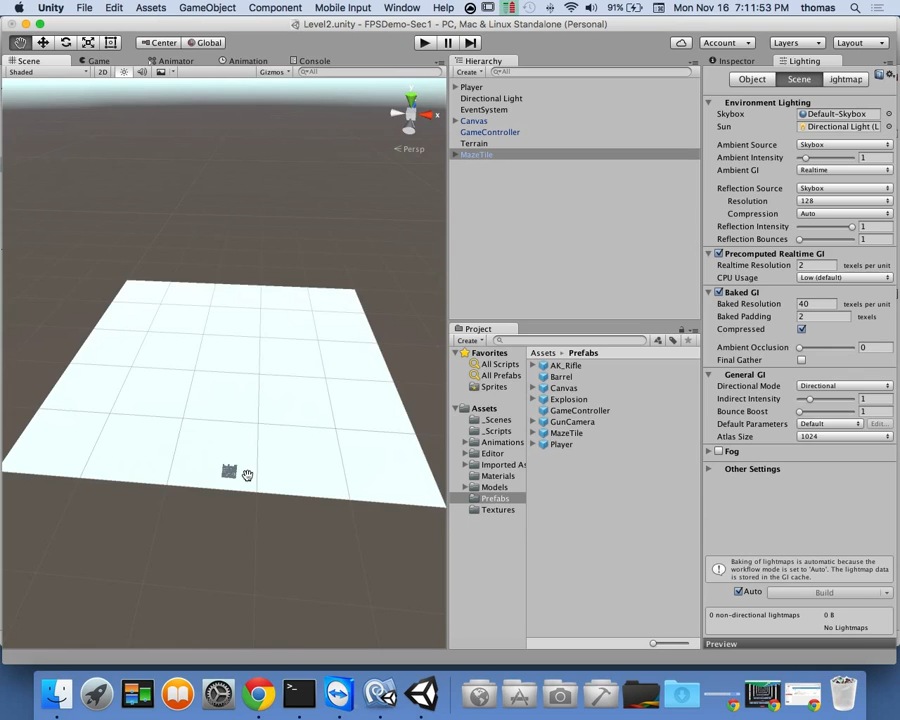 Unity File Edit Assets GameObject Component Mobile Input Window Help 91% Mon Nov 16 7:11:53 PM thomas
Level2.unity - FPSDemo-Sec1 - PC, Mac & Linux Standalone (Personal)
Center Global Account Layers Layout
Scene Game Animator Animation Console
Shaded 2D Gizmos All
y
x
Persp
Hierarchy
Create All
Player
Directional Light
EventSystem
Canvas
GameController
Terrain
MazeTile
Project
Create
Favorites
All Scripts
All Prefabs
Sprites
Assets
_Scenes
_Scripts
Animations
Editor
Imported As
Materials
Models
Prefabs
Textures
Assets Prefabs
AK_Rifle
Barrel
Canvas
Explosion
GameController
GunCamera
MazeTile
Player
Inspector Lighting
Object Scene ightmap
Environment Lighting
Skybox Default-Skybox
Sun Directional Light (L
Ambient Source Skybox
Ambient Intensity 1
Ambient GI Realtime
Reflection Source Skybox
Resolution 128
Compression Auto
Reflection Intensity 1
Reflection Bounces 1
Precomputed Realtime GI
Realtime Resolution 2 texels per unit
CPU Usage Low (default)
Baked GI
Baked Resolution 40 texels per unit
Baked Padding 2 texels
Compressed
Ambient Occlusion 0
Final Gather
General GI
Directional Mode Directional
Indirect Intensity 1
Bounce Boost 1
Default Parameters Default Edit...
Atlas Size 1024
Fog
Other Settings
Baking of lightmaps is automatic because the
workflow mode is set to 'Auto'. The lightmap data
is stored in the GI cache.
Auto Build
0 non-directional lightmaps 0 B
No Lightmaps
Preview